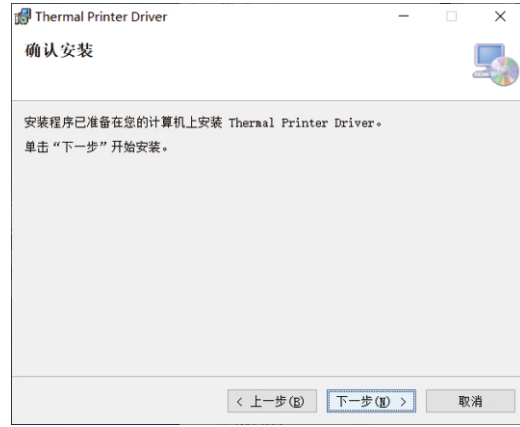 Thermal Printer Driver
确认安装
安装程序已准备在您的计算机上安装 Thermal Printer Driver。
单击“下一步”开始安装。
< 上一步(B)
下一步(N) >
取消